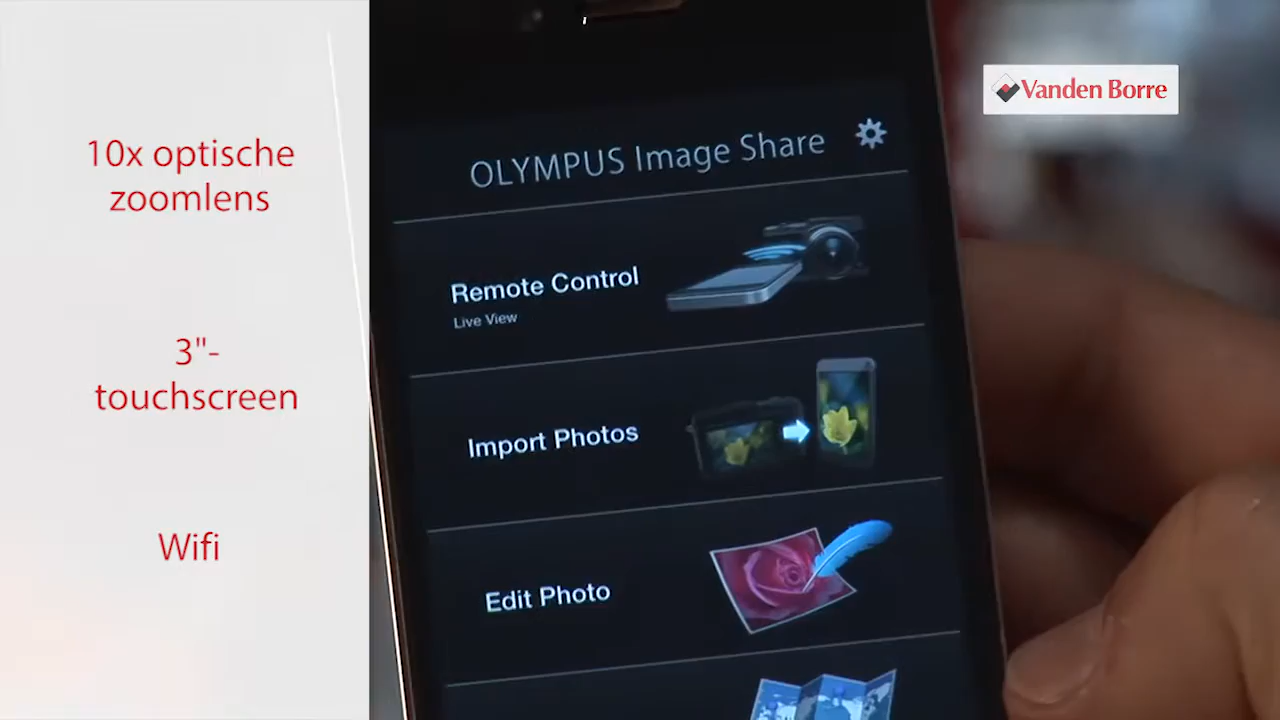 10x optische
zoomlens
3"-
touchscreen
Wifi
Vanden Borre
OLYMPUS Image Share
Remote Control
Live View
Import Photos
Edit Photo